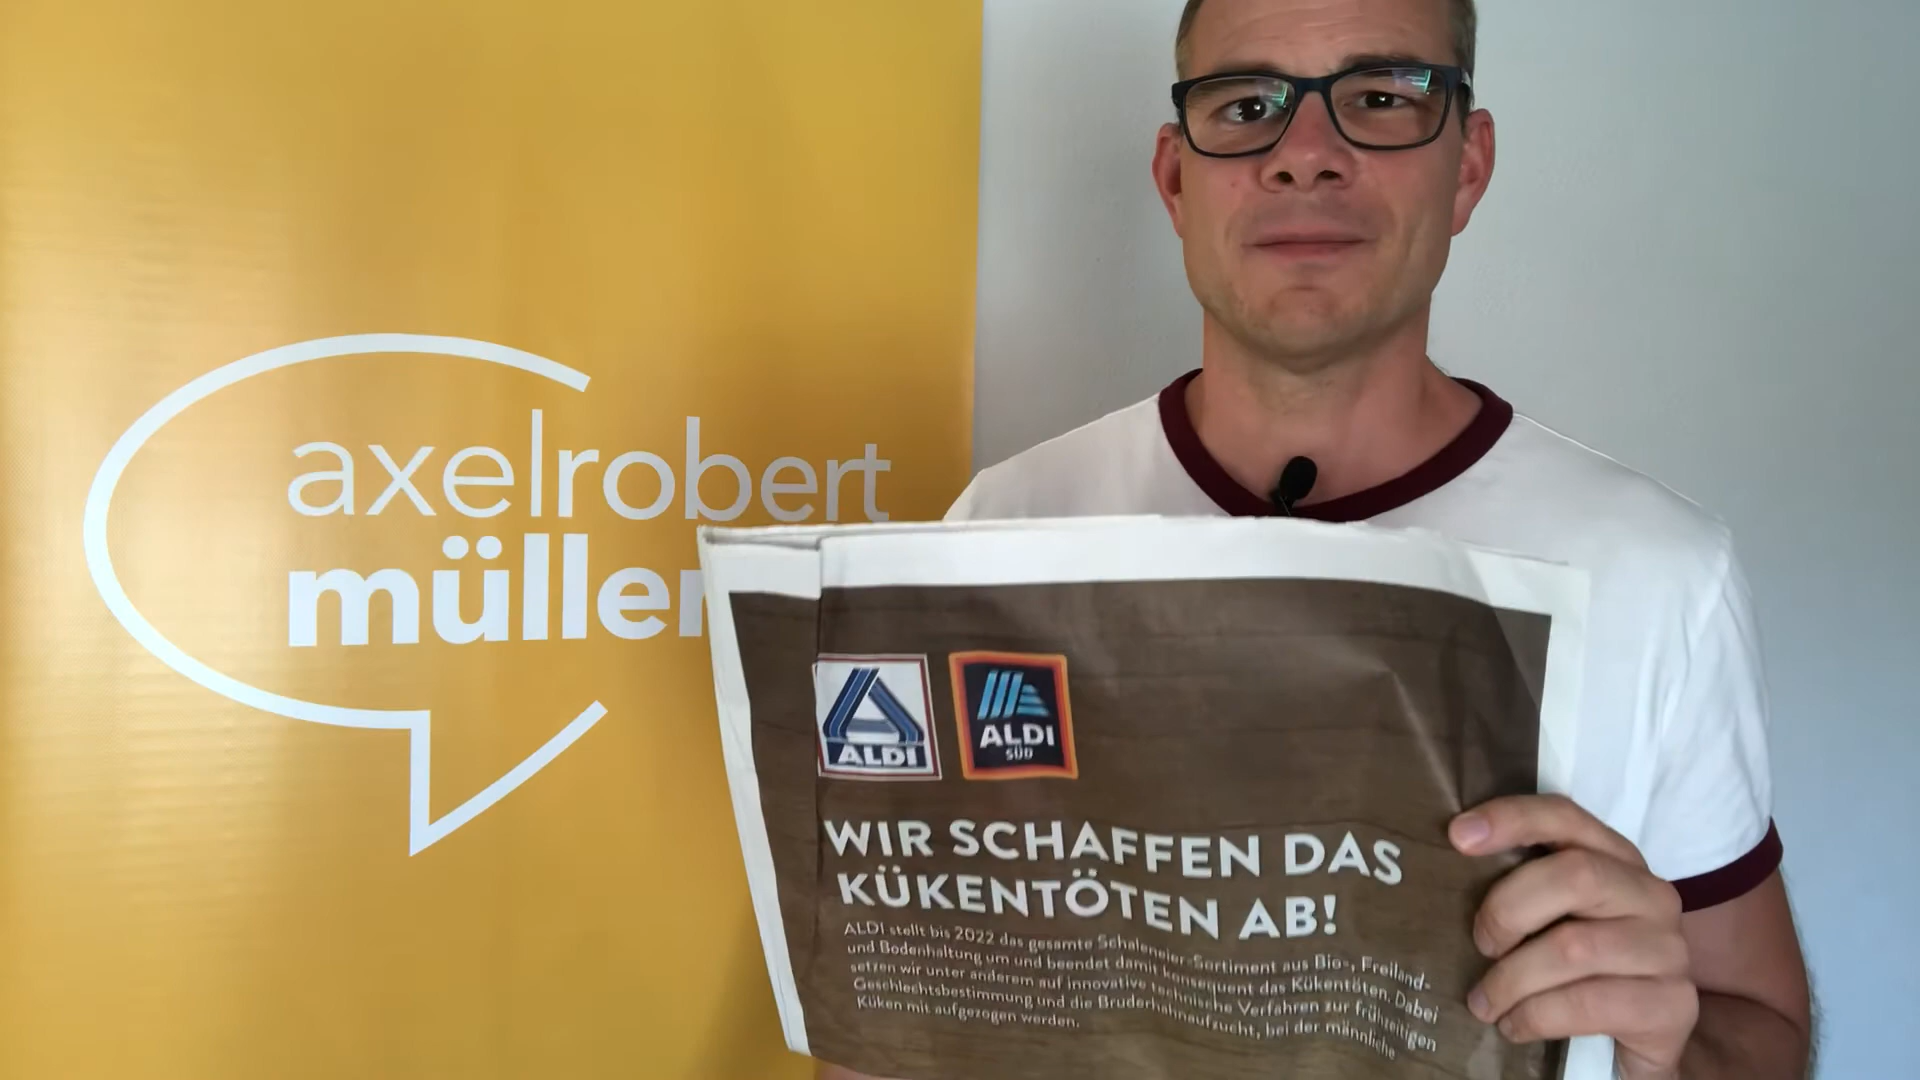 axelrobert
müller
ALDI
ALDI
SÜD
WIR SCHAFFEN DAS
KÜKENTÖTEN AB!
ALDI stellt bis 2022 das gesamte Schaleneier-Sortiment aus Bio-, Freiland-
und Bodenhaltung um und beendet damit konsequent das Kükentöten. Dabei
setzen wir unter anderem auf innovative technische Verfahren zur frühzeitigen
Geschlechtsbestimmung und die Bruderhahnaufzucht, bei der männliche
Küken mit aufgezogen werden.